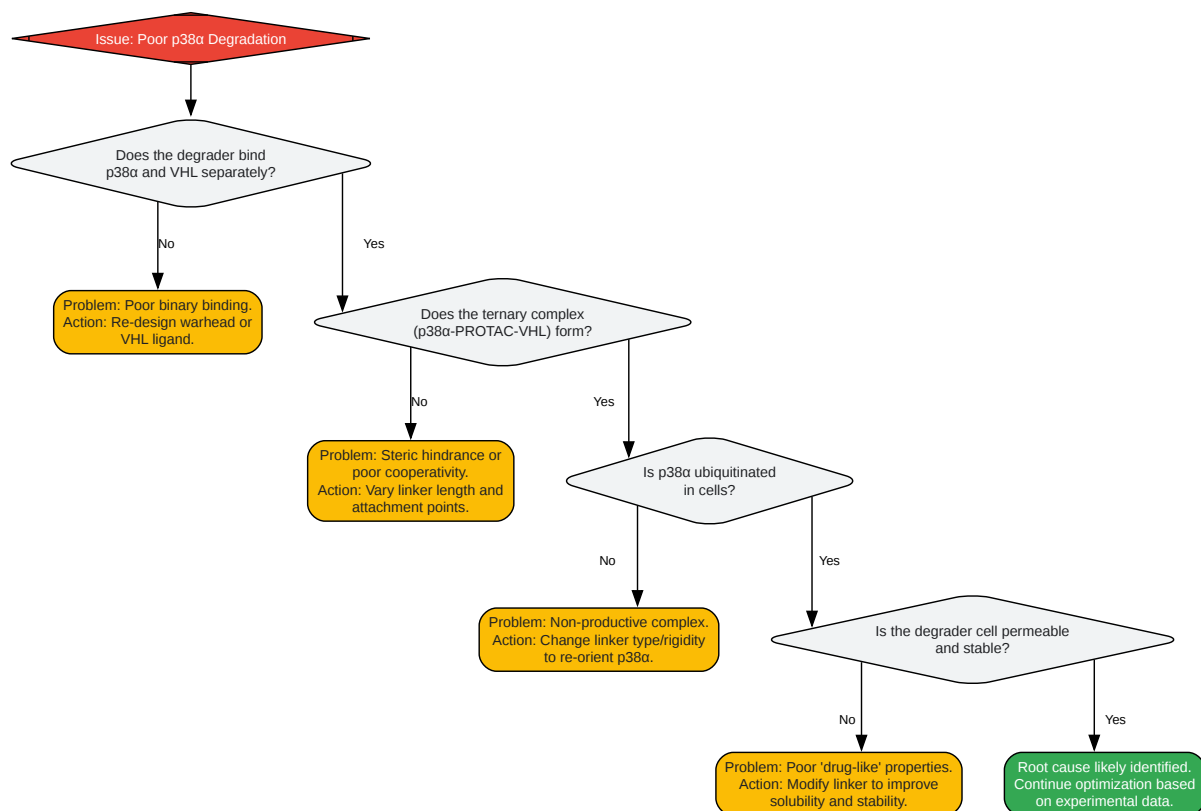 Issue: Poor p38α Degradation
Does the degrader bind
p38α and VHL separately?
No
Yes
Problem: Poor binary binding.
Action: Re-design warhead or
VHL ligand.
Does the ternary complex
(p38α-PROTAC-VHL) form?
No
Yes
Problem: Steric hindrance or
poor cooperativity.
Action: Vary linker length and
attachment points.
Is p38α ubiquitinated
in cells?
No
Yes
Problem: Non-productive complex.
Action: Change linker type/rigidity
to re-orient p38α.
Is the degrader cell permeable
and stable?
No
Yes
Problem: Poor 'drug-like' properties.
Action: Modify linker to improve
solubility and stability.
Root cause likely identified.
Continue optimization based
on experimental data.